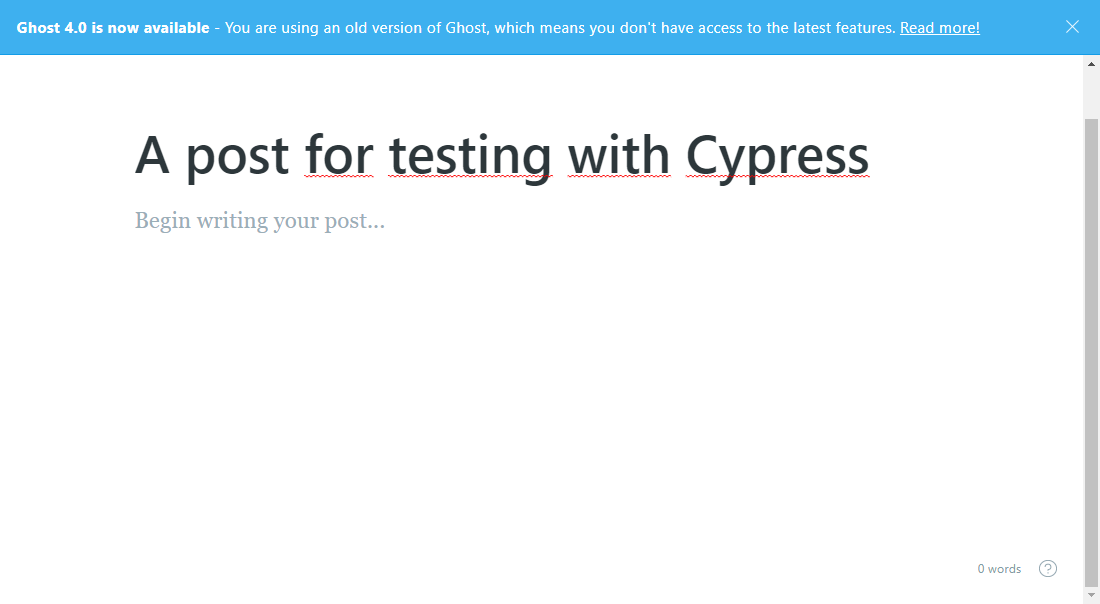 Ghost 4.0 is now available - You are using an old version of Ghost, which means you don't have access to the latest features. Read more!
A post for testing with Cypress
Begin writing your post...
0 words
?